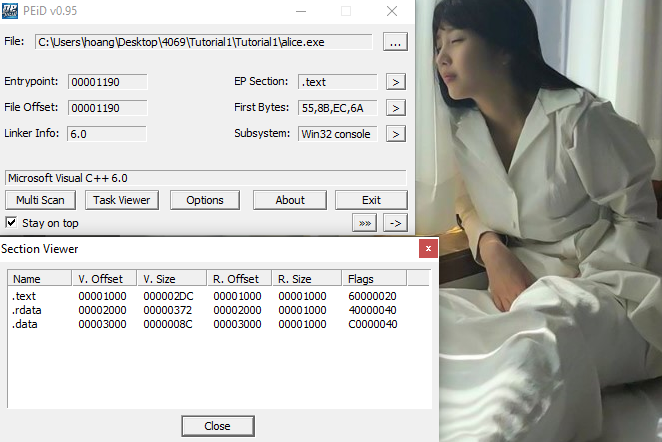 PEiD v0.95
File: C:\Users\hoang\Desktop\4069\Tutorial1\Tutorial1\alice.exe ...
Entrypoint: 00001190 EP Section: .text >
File Offset: 00001190 First Bytes: 55,8B,EC,6A >
Linker Info: 6.0 Subsystem: Win32 console >
Microsoft Visual C++ 6.0
Multi Scan Task Viewer Options About Exit
Stay on top »» ->
Section Viewer x
Name V. Offset V. Size R. Offset R. Size Flags
.text 00001000 000002DC 00001000 00001000 60000020
.rdata 00002000 00000372 00002000 00001000 40000040
.data 00003000 0000008C 00003000 00001000 C0000040
Close